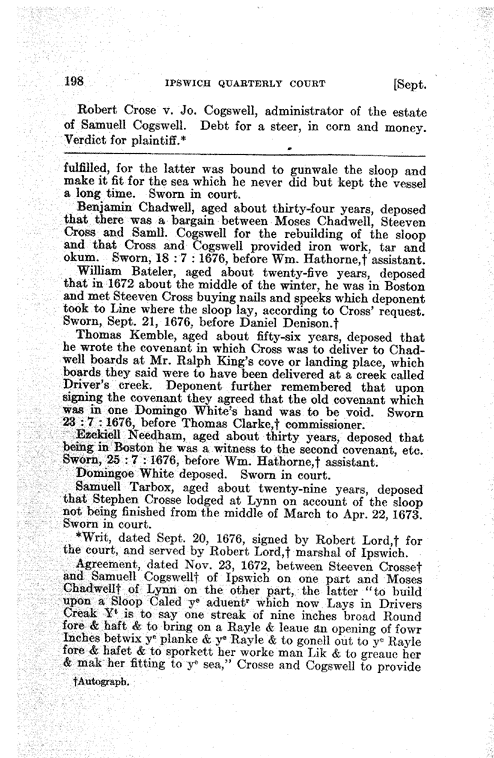 198 IPSWICH QUARTERLY COURT [Sept.
Robert Crose v. Jo. Cogswell, administrator of the estate
of Samuell Cogswell. Debt for a steer, in corn and money.
Verdict for plaintiff.*
fulfilled, for the latter was bound to gunwale the sloop and
make it fit for the sea which he never did but kept the vessel
a long time. Sworn in court.
Benjamin Chadwell, aged about thirty-four years, deposed
that there was a bargain between Moses Chadwell, Steeven
Cross and Samll. Cogswell for the rebuilding of the sloop
and that Cross and Cogswell provided iron work, tar and
okum. Sworn, 18 : 7 : 1676, before Wm. Hathorne,† assistant.
William Bateler, aged about twenty-five years, deposed
that in 1672 about the middle of the winter, he was in Boston
and met Steeven Cross buying nails and speeks which deponent
took to Line where the sloop lay, according to Cross' request.
Sworn, Sept. 21, 1676, before Daniel Denison.†
Thomas Kemble, aged about fifty-six years, deposed that
he wrote the covenant in which Cross was to deliver to Chad-
well boards at Mr. Ralph King's cove or landing place, which
boards they said were to have been delivered at a creek called
Driver's creek. Deponent further remembered that upon
signing the covenant they agreed that the old covenant which
was in one Domingo White's hand was to be void. Sworn
23 : 7 : 1676, before Thomas Clarke,† commissioner.
Ezekiell Needham, aged about thirty years, deposed that
being in Boston he was a witness to the second covenant, etc.
Sworn, 25 : 7 : 1676, before Wm. Hathorne,† assistant.
Domingoe White deposed. Sworn in court.
Samuell Tarbox, aged about twenty-nine years, deposed
that Stephen Crosse lodged at Lynn on account of the sloop
not being finished from the middle of March to Apr. 22, 1673.
Sworn in court.
*Writ, dated Sept. 20, 1676, signed by Robert Lord,† for
the court, and served by Robert Lord,† marshal of Ipswich.
Agreement, dated Nov. 23, 1672, between Steeven Crosse†
and Samuell Cogswell† of Ipswich on one part and Moses
Chadwell† of Lynn on the other part, the latter "to build
upon a Sloop Caled yᵉ aduentʳ which now Lays in Drivers
Creak Yᵗ is to say one streak of nine inches broad Round
fore & haft & to bring on a Rayle & leaue an opening of fowr
Inches betwix yᵉ planke & yᵉ Rayle & to gonell out to yᵉ Rayle
fore & hafet & to sporkett her worke man Lik & to greaue her
& mak her fitting to yᵉ sea," Crosse and Cogswell to provide
†Autograph.